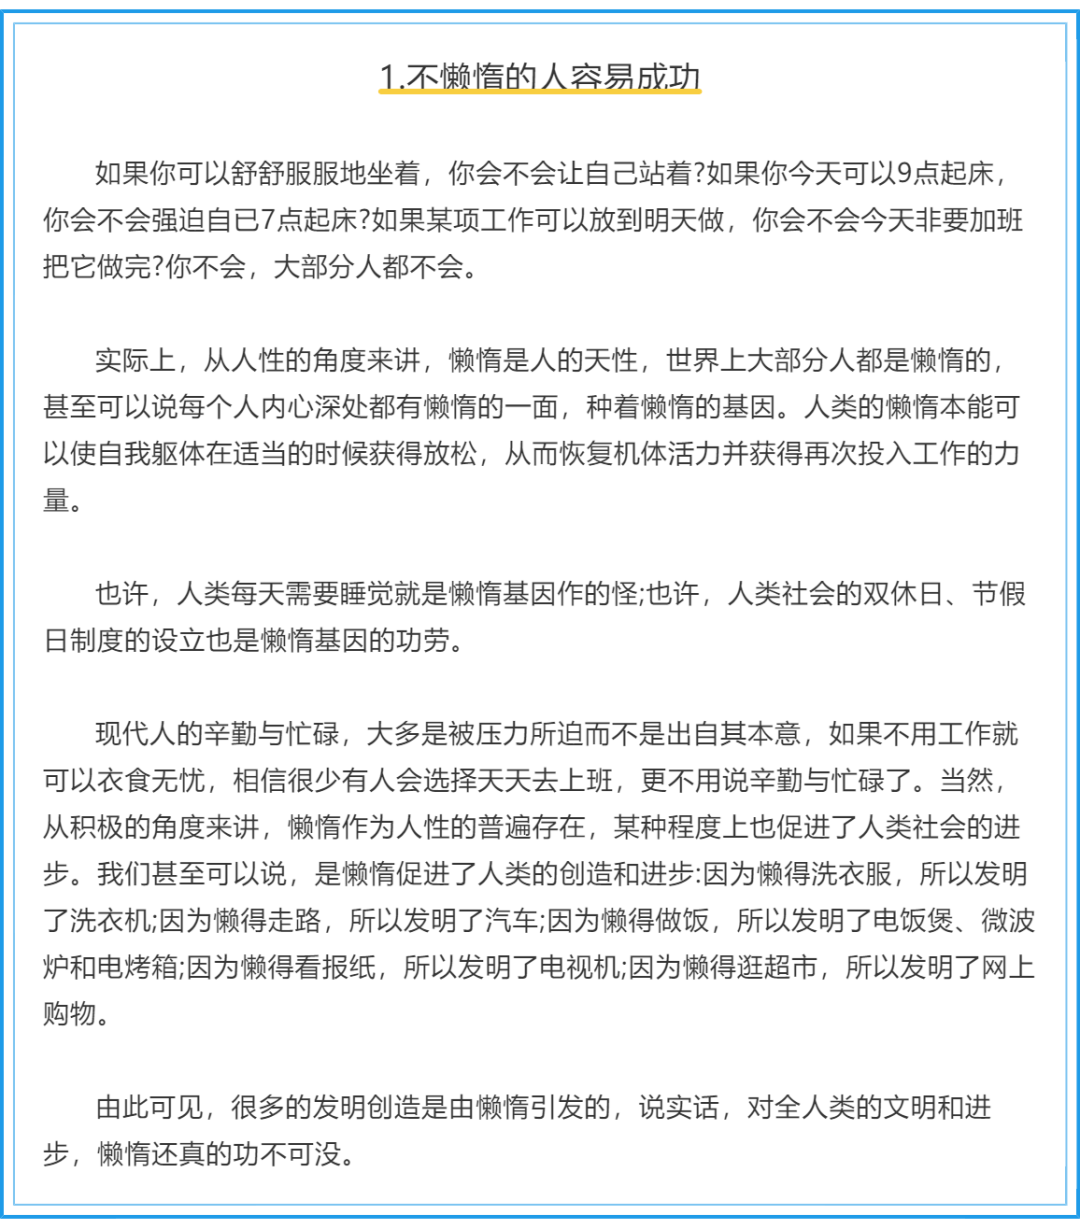 1.不懒惰的人容易成功
如果你可以舒舒服服地坐着，你会不会让自己站着?如果你今天可以9点起床，
你会不会强迫自已7点起床?如果某项工作可以放到明天做，你会不会今天非要加班
把它做完?你不会，大部分人都不会。
实际上，从人性的角度来讲，懒惰是人的天性，世界上大部分人都是懒惰的，
甚至可以说每个人内心深处都有懒惰的一面，种着懒惰的基因。人类的懒惰本能可
以使自我躯体在适当的时候获得放松，从而恢复机体活力并获得再次投入工作的力
量。
也许，人类每天需要睡觉就是懒惰基因作的怪;也许，人类社会的双休日、节假
日制度的设立也是懒惰基因的功劳。
现代人的辛勤与忙碌，大多是被压力所迫而不是出自其本意，如果不用工作就
可以衣食无忧，相信很少有人会选择天天去上班，更不用说辛勤与忙碌了。当然，
从积极的角度来讲，懒惰作为人性的普遍存在，某种程度上也促进了人类社会的进
步。我们甚至可以说，是懒惰促进了人类的创造和进步:因为懒得洗衣服，所以发明
了洗衣机;因为懒得走路，所以发明了汽车;因为懒得做饭，所以发明了电饭煲、微波
炉和电烤箱;因为懒得看报纸，所以发明了电视机;因为懒得逛超市，所以发明了网上
购物。
由此可见，很多的发明创造是由懒惰引发的，说实话，对全人类的文明和进
步，懒惰还真的功不可没。